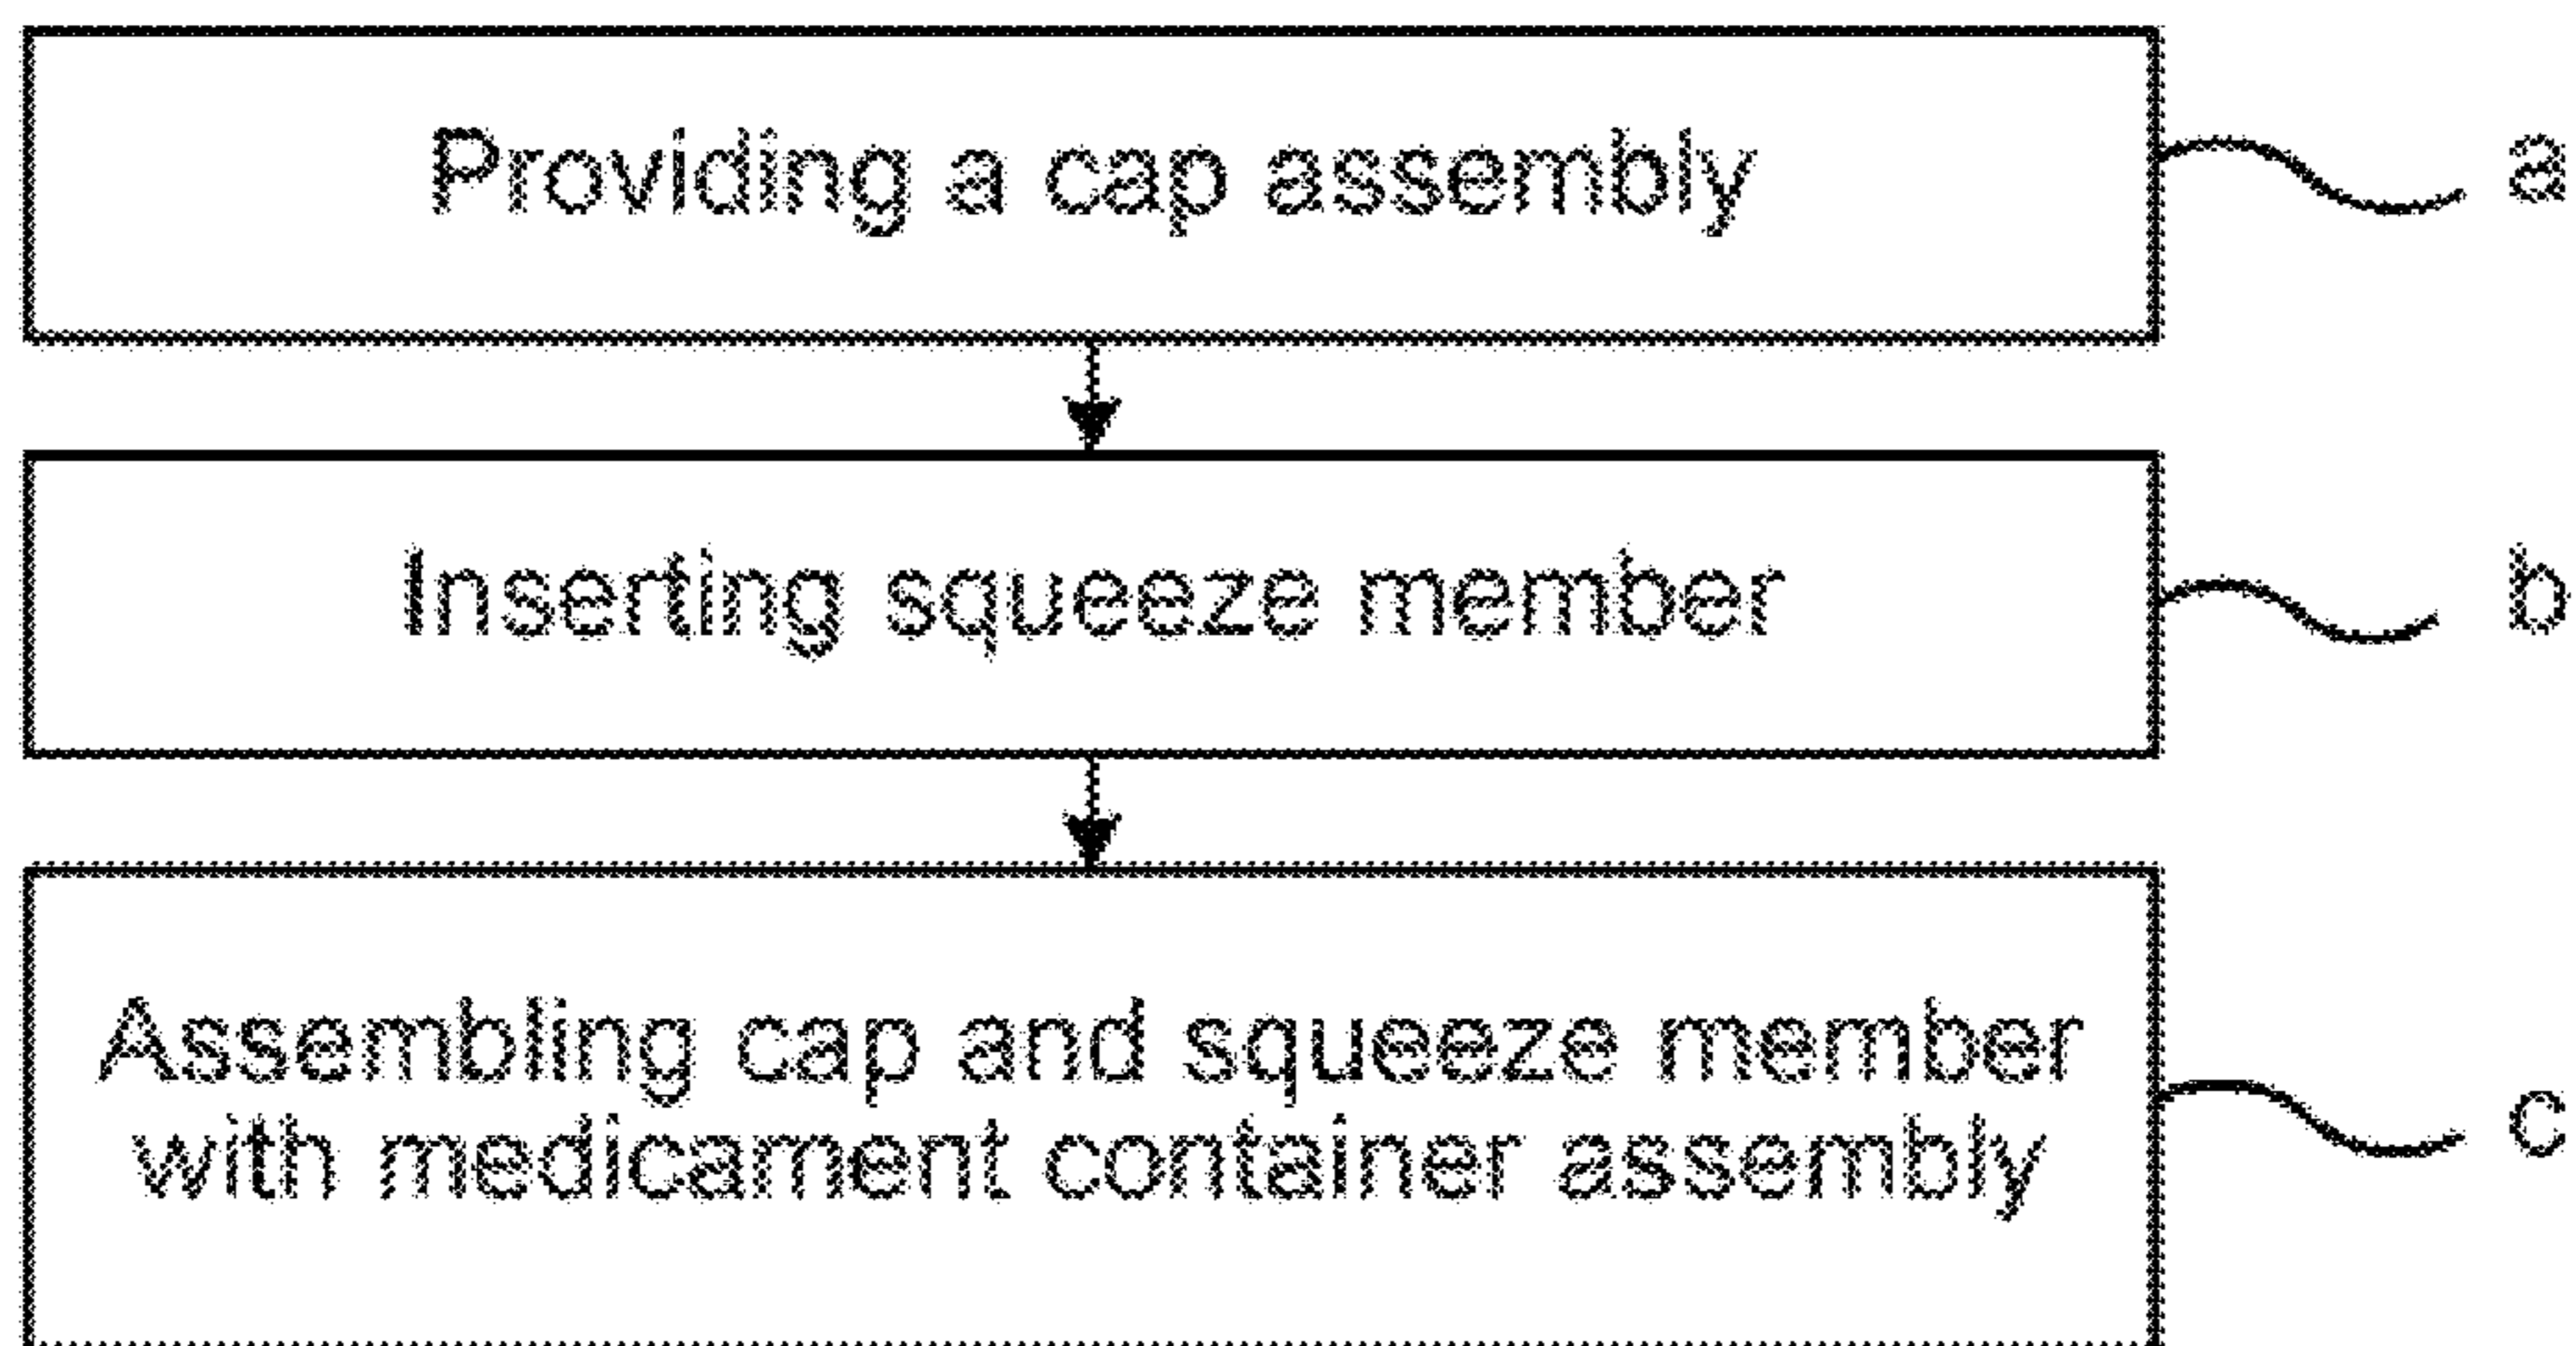 Providing a cap assembly
a
Inserting squeeze member
b
Assembling cap and squeeze member
with medicament container assembly
c